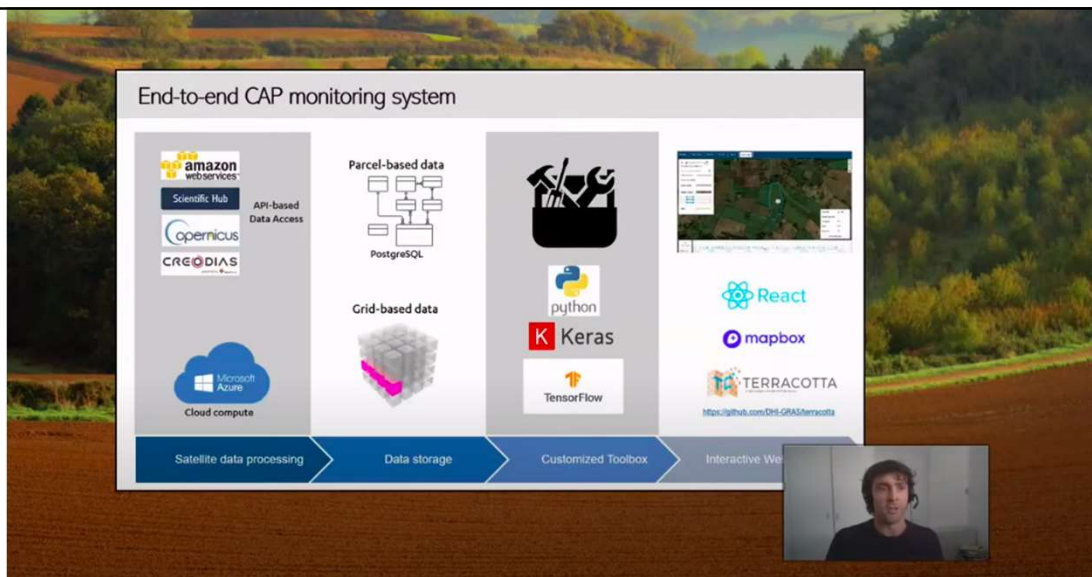 End-to-end CAP monitoring system
amazon
webservices
Scientific Hub
API-based
Data Access
opernicus
CREODIAS
Microsoft
Azure
Cloud compute
Parcel-based data
PostgreSQL
Grid-based data
python
K Keras
TensorFlow
React
mapbox
TERRACOTTA
https://github.com/DHI-GRAS/terracotta
Satellite data processing
Data storage
Customized Toolbox
Interactive We